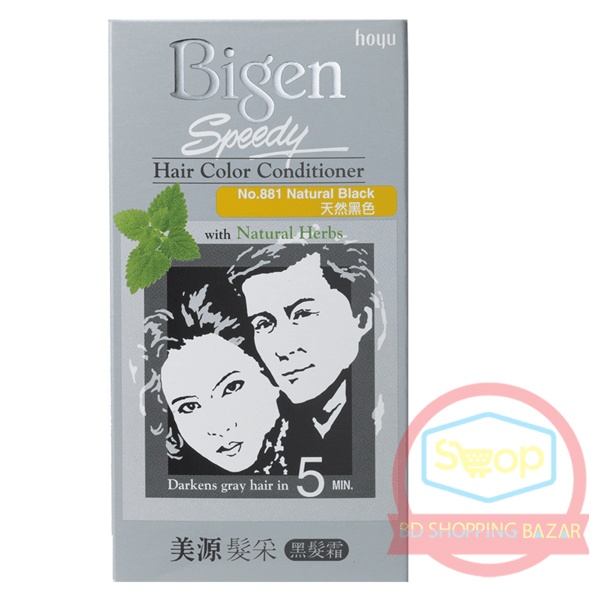 hoyu
Bigen
Speedy
Hair Color Conditioner
No.881 Natural Black
天然黑色
with Natural Herbs
Darkens gray hair in 5 MIN.
美源 髮采 黑髮霜
Shop
BD SHOPPING BAZAR